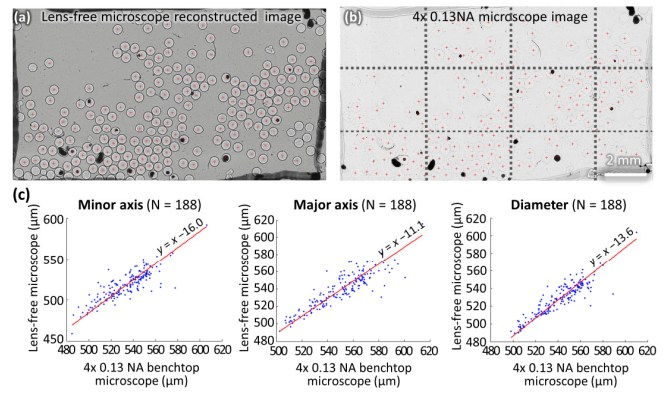 (a) Lens-free microscope reconstructed image
(b) 4x 0.13NA microscope image
2 mm
(c)
Minor axis (N = 188)
Lens-free microscope (μm)
600
550
500
450
y = x −16.0
480 500 520 540 560 580 600 620
4x 0.13 NA benchtop
microscope (μm)
Major axis (N = 188)
Lens-free microscope (μm)
620
600
580
560
540
520
500
480
y = x −11.1
500 520 540 560 580 600 620
4x 0.13 NA benchtop
microscope (μm)
Diameter (N = 188)
Lens-free microscope (μm)
620
600
580
560
540
520
500
480
y = x −13.6
480 500 520 540 560 580 600 620
4x 0.13 NA benchtop
microscope (μm)